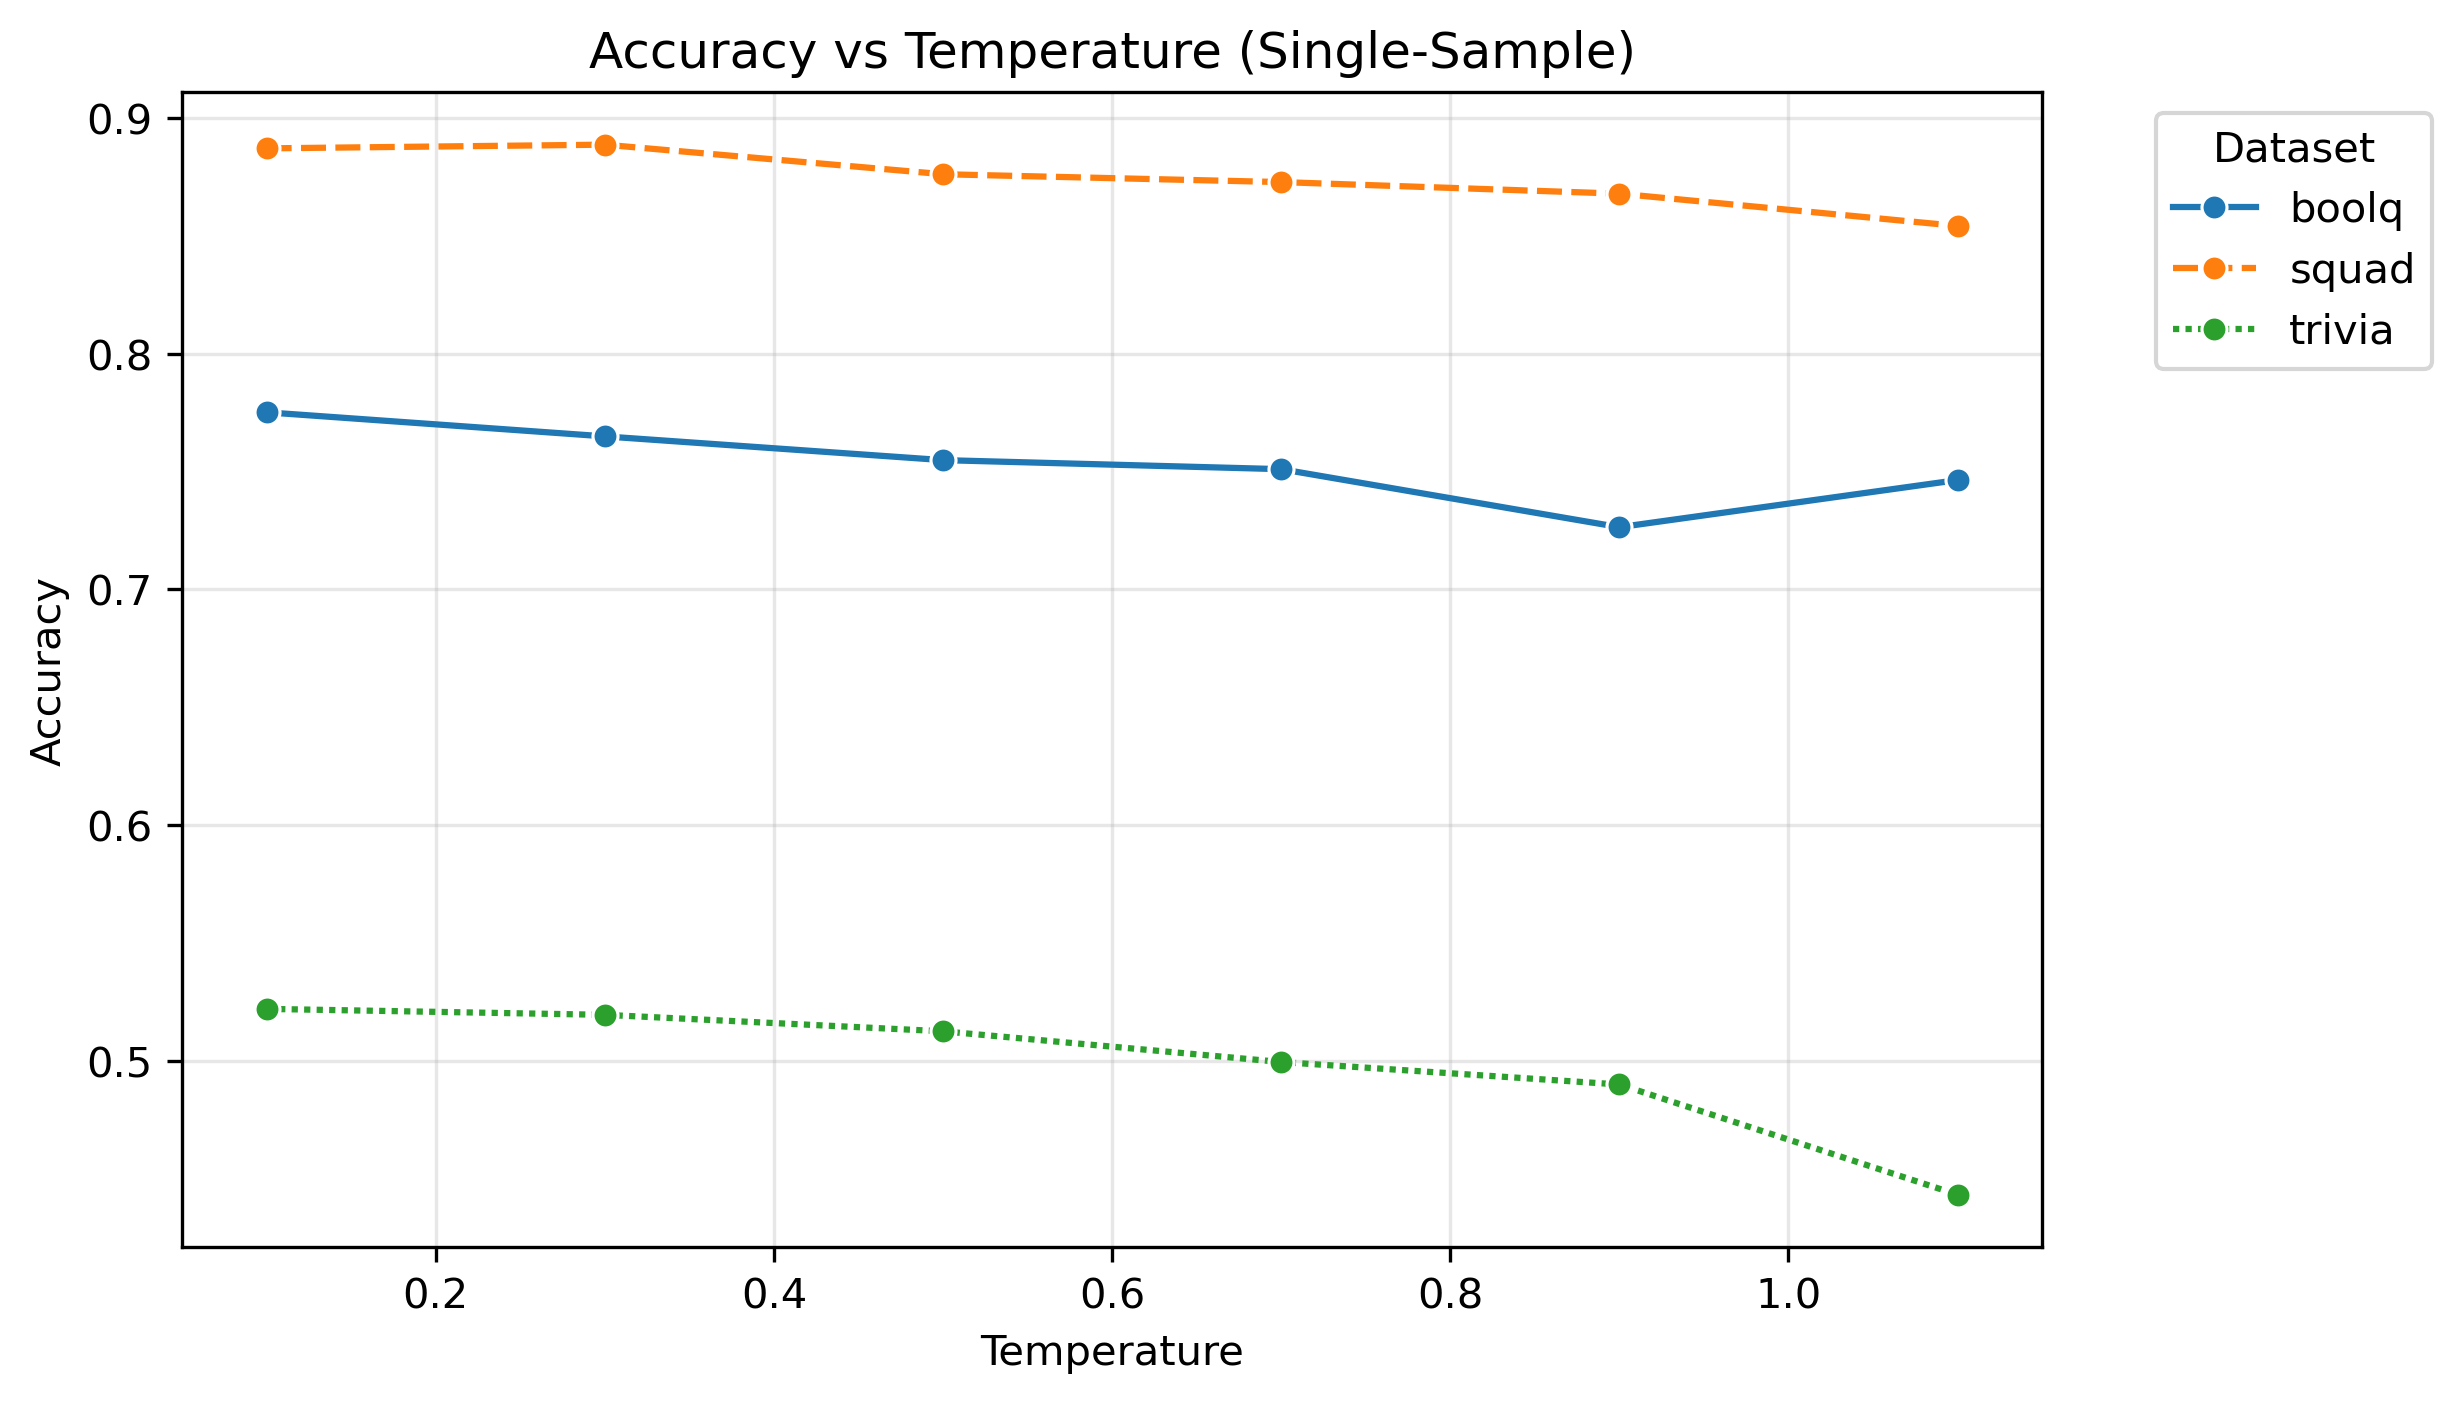 Accuracy vs Temperature (Single-Sample)
Accuracy
0.9
0.8
0.7
0.6
0.5
0.2 0.4 0.6 0.8 1.0
Temperature
Dataset
boolq
squad
trivia